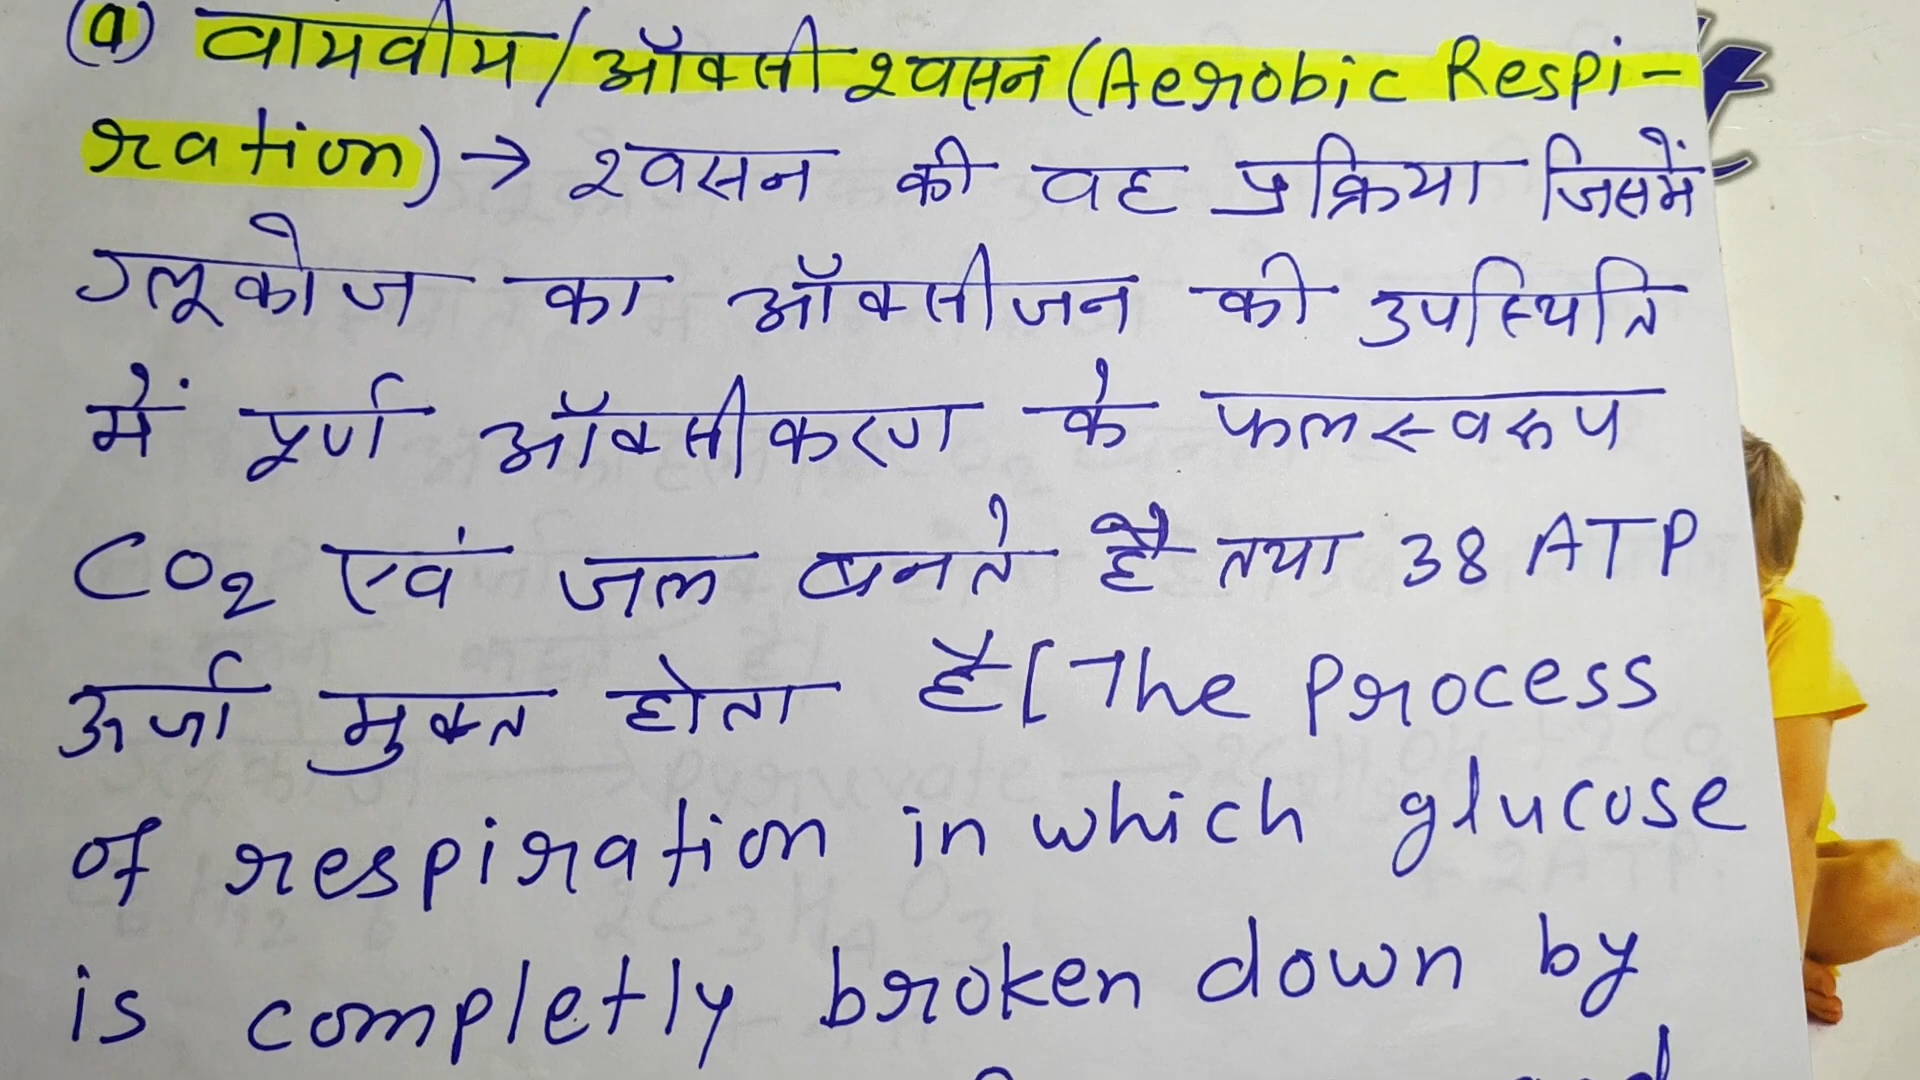 (a) वायवीय/ऑक्सी श्वसन (Aerobic Respi-
ration) → श्वसन की वह प्रक्रिया जिसमें
ग्लूकोज का ऑक्सीजन की उपस्थिति
में पूर्ण ऑक्सीकरण के फलस्वरूप
CO₂ एवं जल बनते है तथा 38 ATP
ऊर्जा मुक्त होता है [The Process
of respiration in which glucose
is completly broken down by